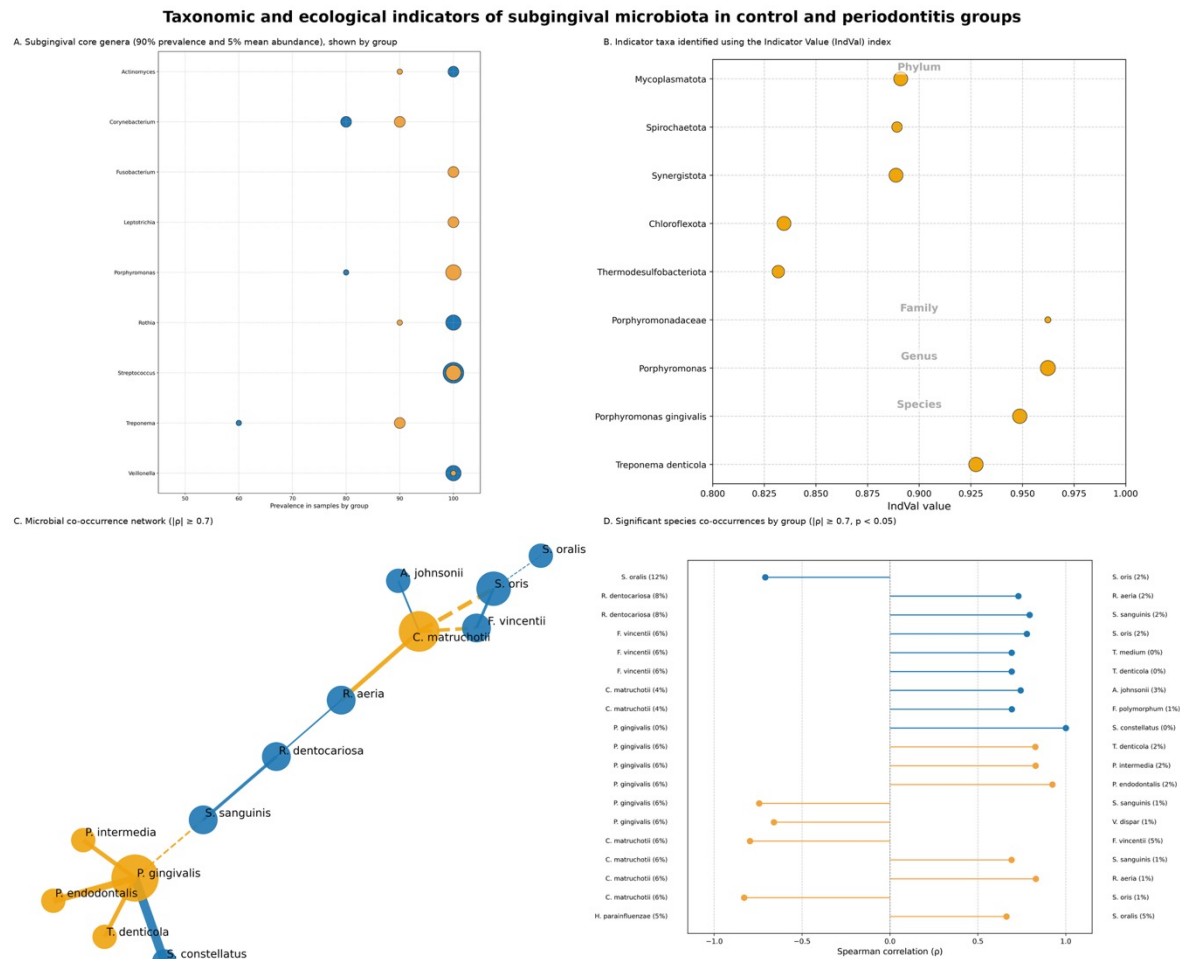 Taxonomic and ecological indicators of subgingival microbiota in control and periodontitis groups
A. Subgingival core genera (90% prevalence and 5% mean abundance), shown by group
Actinomyces
Corynebacterium
Fusobacterium
Leptotrichia
Porphyromonas
Rothia
Streptococcus
Treponema
Veillonella
50 60 70 80 90 100
Prevalence in samples by group
B. Indicator taxa identified using the Indicator Value (IndVal) index
Phylum
Mycoplasmatota
Spirochaetota
Synergistota
Chloroflexota
Thermodesulfobacteriota
Family
Porphyromonadaceae
Genus
Porphyromonas
Species
Porphyromonas gingivalis
Treponema denticola
0.800 0.825 0.850 0.875 0.900 0.925 0.950 0.975 1.000
IndVal value
C. Microbial co-occurrence network (|ρ| ≥ 0.7)
S. oralis
A. johnsonii
S. oris
F. vincentii
C. matruchotii
R. aeria
R. dentocariosa
S. sanguinis
P. intermedia
P. gingivalis
P. endodontalis
T. denticola
S. constellatus
D. Significant species co-occurrences by group (|ρ| ≥ 0.7, p < 0.05)
S. oralis (12%) S. oris (2%)
R. dentocariosa (8%) R. aeria (2%)
R. dentocariosa (8%) S. sanguinis (2%)
F. vincentii (6%) S. oris (2%)
F. vincentii (6%) T. medium (0%)
F. vincentii (6%) T. denticola (0%)
C. matruchotii (4%) A. johnsonii (3%)
C. matruchotii (4%) F. polymorphum (1%)
P. gingivalis (0%) S. constellatus (0%)
P. gingivalis (6%) T. denticola (2%)
P. gingivalis (6%) P. intermedia (2%)
P. gingivalis (6%) P. endodontalis (2%)
P. gingivalis (6%) S. sanguinis (1%)
P. gingivalis (6%) V. dispar (1%)
C. matruchotii (6%) F. vincentii (5%)
C. matruchotii (6%) S. sanguinis (1%)
C. matruchotii (6%) R. aeria (1%)
C. matruchotii (6%) S. oris (1%)
H. parainfluenzae (5%) S. oralis (5%)
−1.0 −0.5 0.0 0.5 1.0
Spearman correlation (ρ)